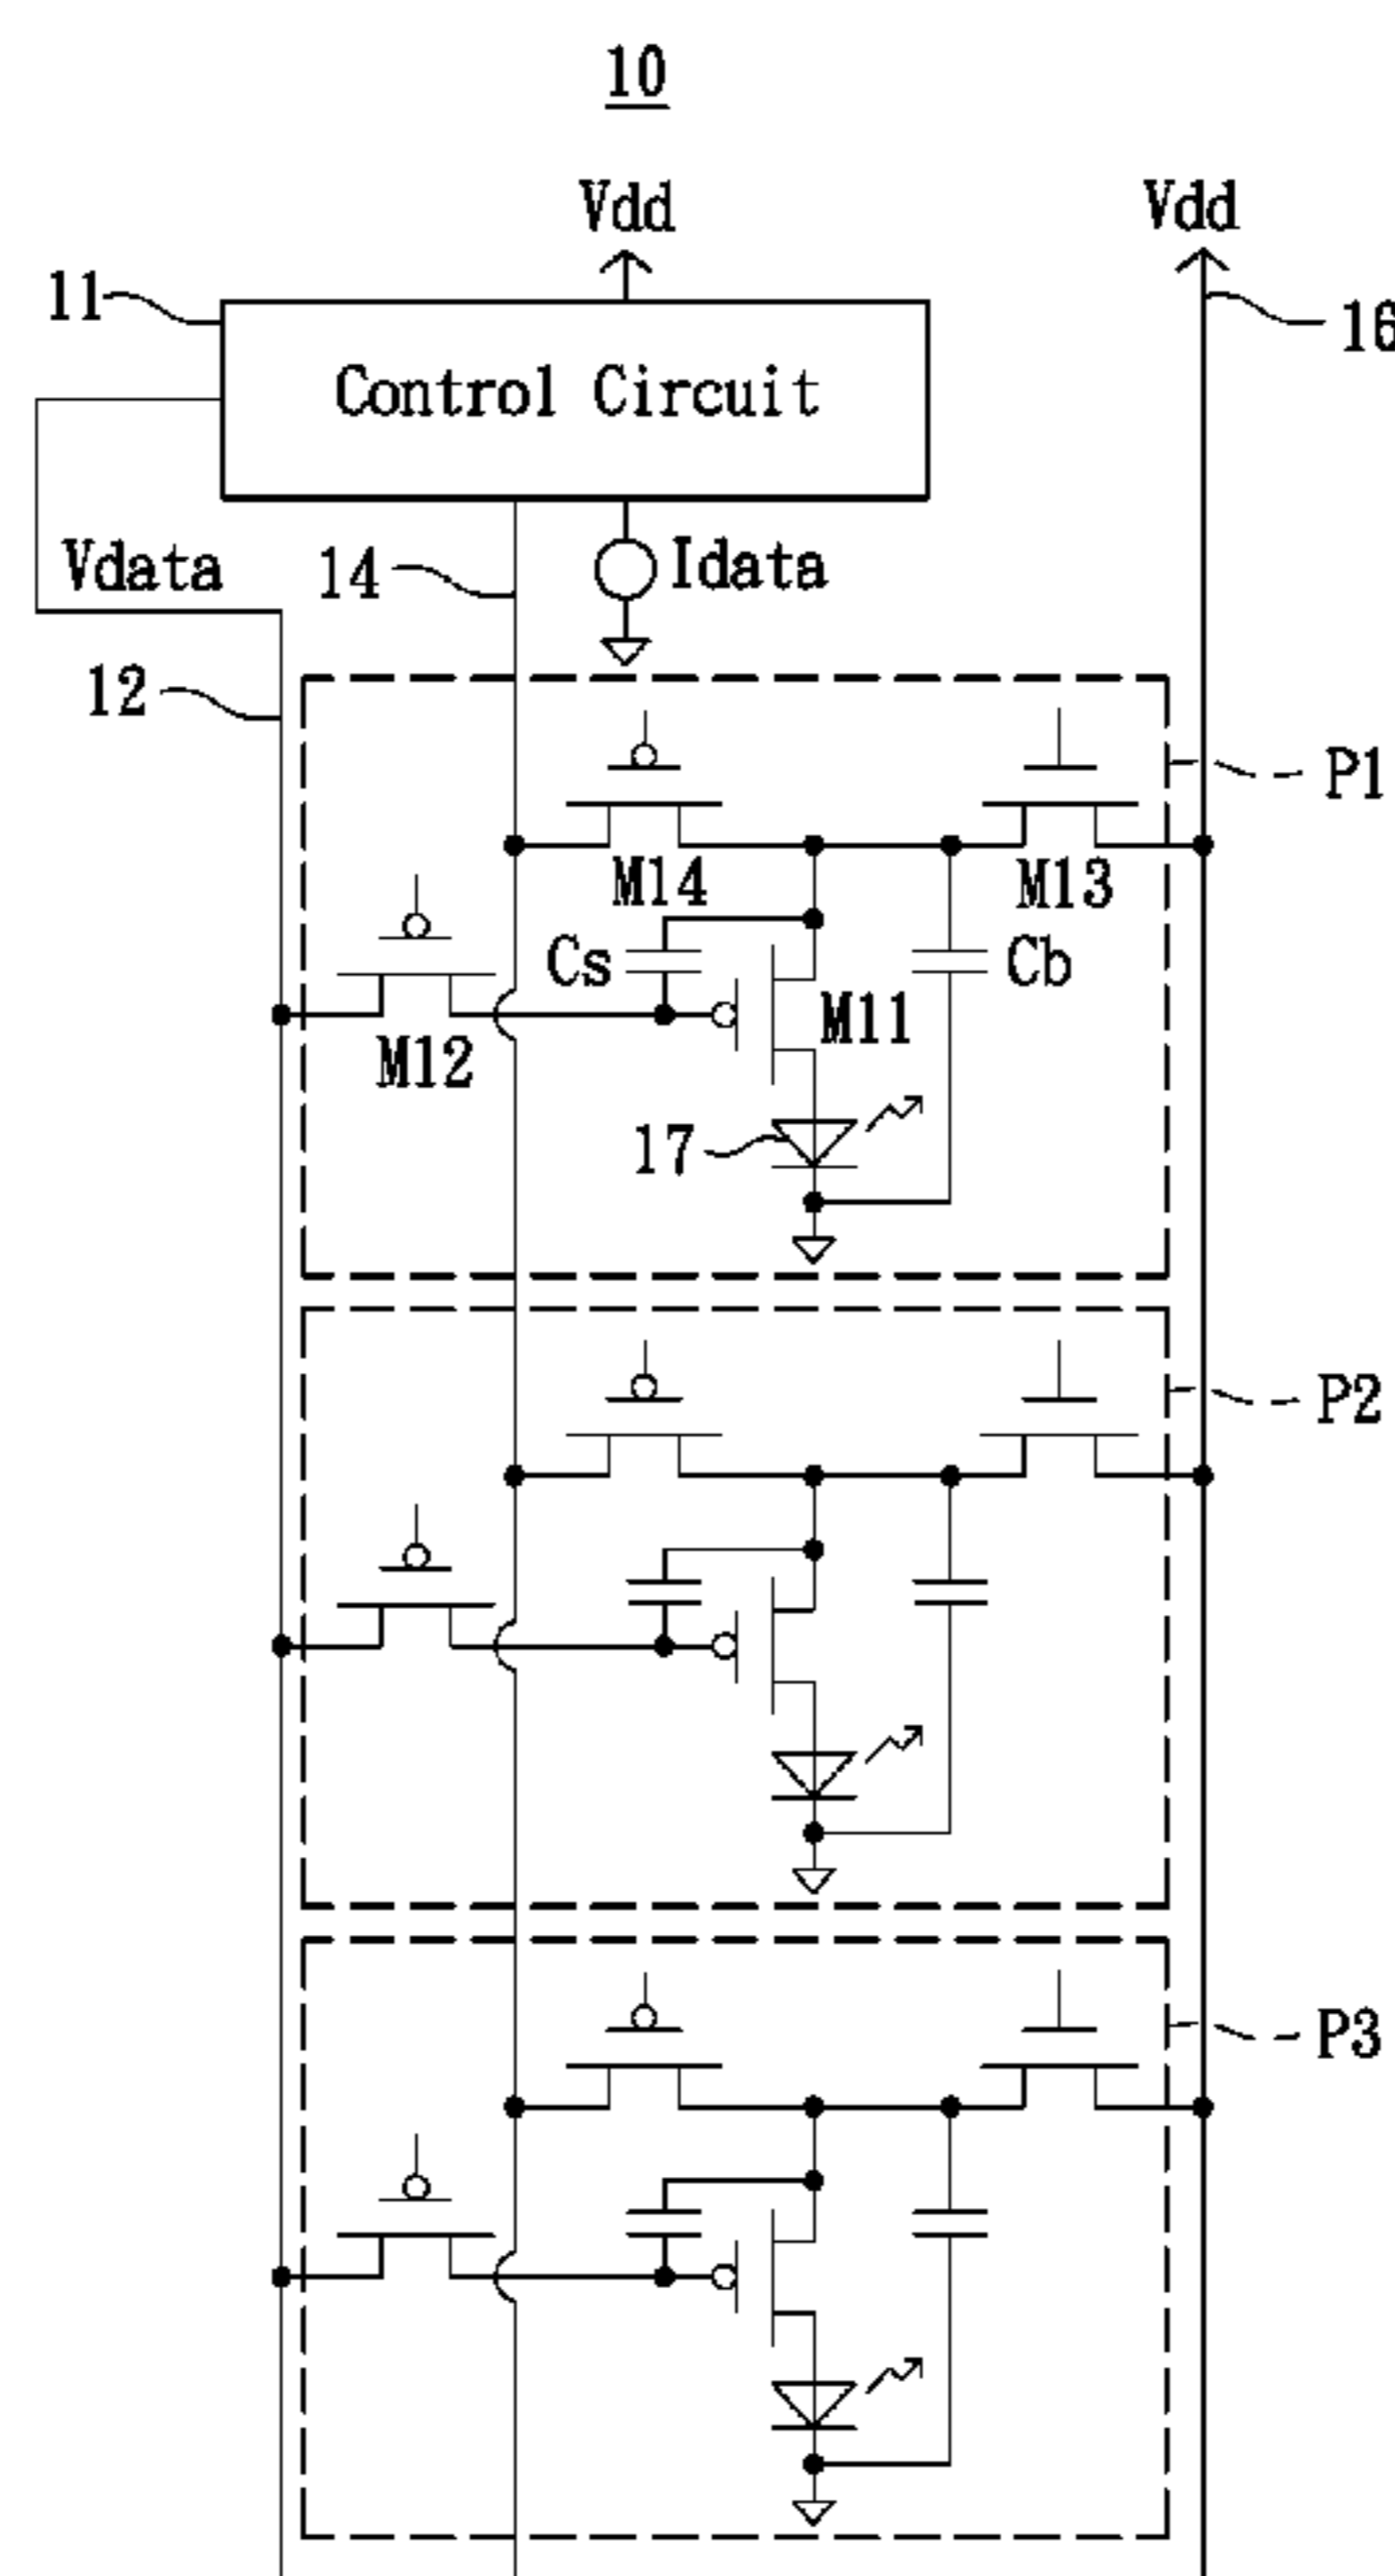 10
Vdd
Vdd
11
16
Control Circuit
Vdata
14
Idata
12
P1
M14
M13
Cs
Cb
M11
M12
17
P2
P3